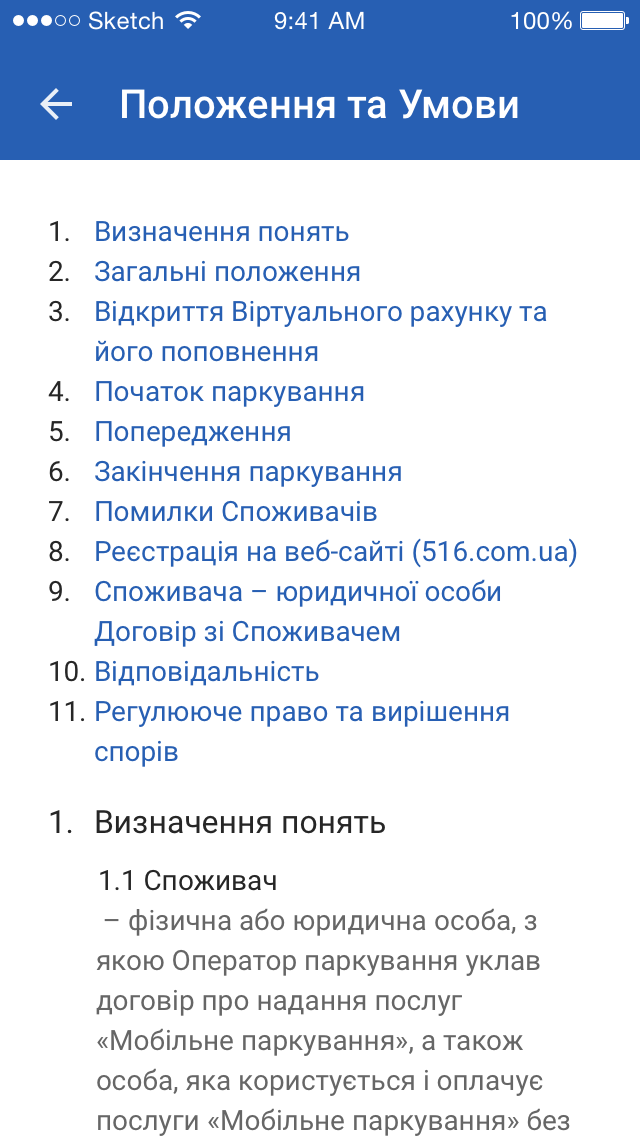 Sketch 9:41 AM 100%
Положення та Умови
1. Визначення понять
2. Загальні положення
3. Відкриття Віртуального рахунку та
його поповнення
4. Початок паркування
5. Попередження
6. Закінчення паркування
7. Помилки Споживачів
8. Реєстрація на веб-сайті (516.com.ua)
9. Споживача – юридичної особи
Договір зі Споживачем
10. Відповідальність
11. Регулююче право та вирішення
спорів
1. Визначення понять
1.1 Споживач
– фізична або юридична особа, з
якою Оператор паркування уклав
договір про надання послуг
«Мобільне паркування», а також
особа, яка користується і оплачує
послуги «Мобільне паркування» без